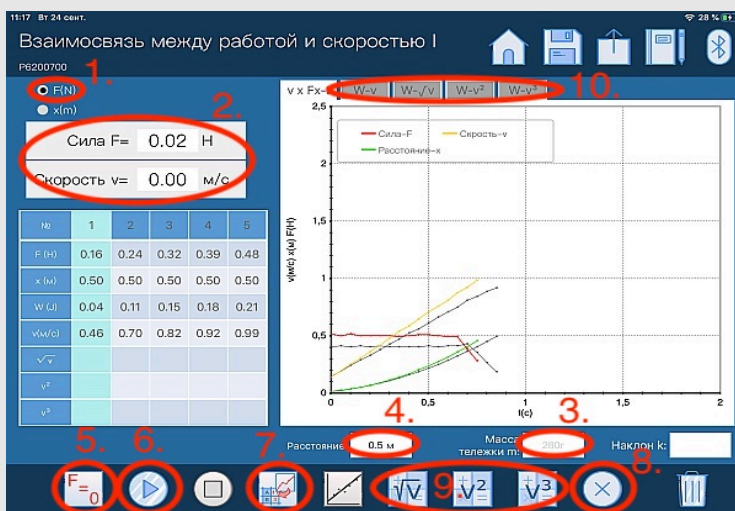 11:17 Вт 24 сент. 28 %
Взаимосвязь между работой и скоростью I
P6200700
1.
F(N)
x(m)
2.
Сила F= 0.02 Н
Скорость v= 0.00 м/с
№ 1 2 3 4 5
F (Н) 0.16 0.24 0.32 0.39 0.48
x (м) 0.50 0.50 0.50 0.50 0.50
W (J) 0.04 0.11 0.15 0.18 0.21
v(м/с) 0.46 0.70 0.82 0.92 0.99
√v
v²
v³
v x Fx- W-v W-√v W-v² W-v³ 10.
Сила-F Скрость-v
Расстояние-x
v(м/с) x(м) F(Н)
2,5
2
1,5
1
0,5
0
0,5 1 1,5 2
t(с)
4. 3.
Расстояние 0.5 м Масса тележки m: 280г Наклон k:
5. 6. 7. 8.
F=0 √V 9. V² V³